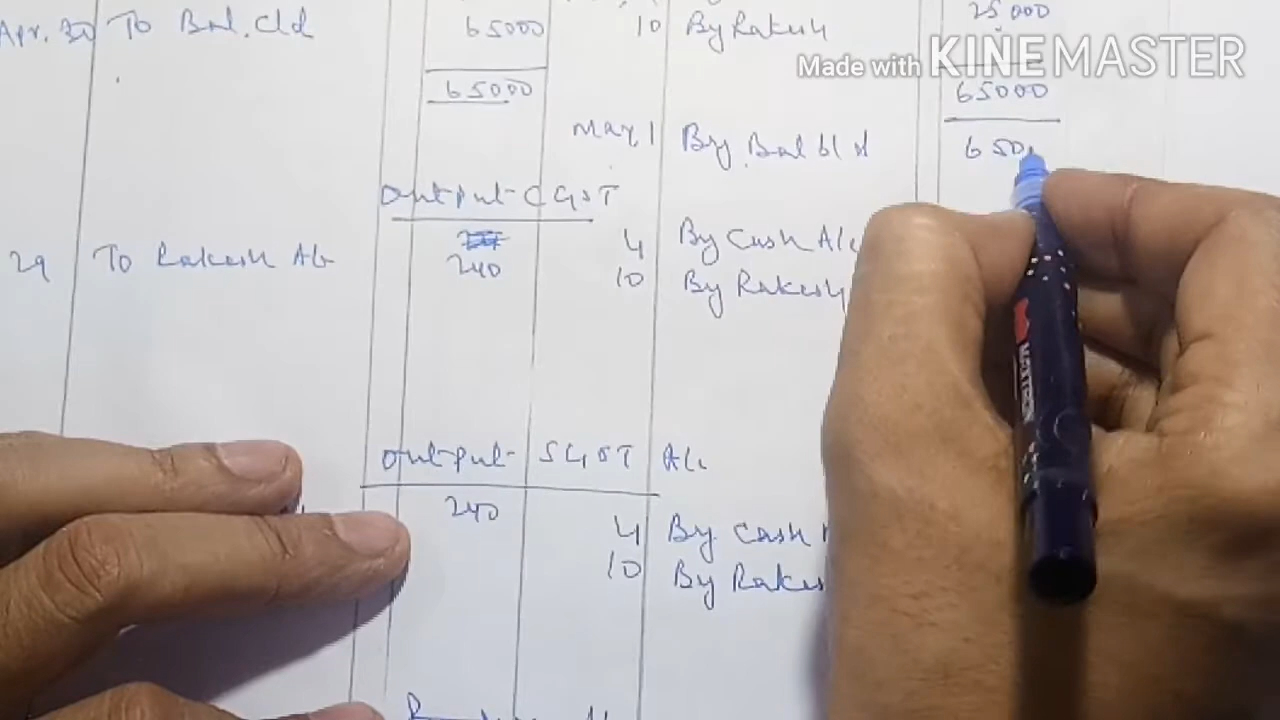 25000
Apr. 30 To Bal. C/d 65000 10 By Rakesh
Made with KINEMASTER
65000 65000
May, 1 By Bal b/d 650
Output CGST
4 By Cash A/c
29 To Rakesh A/c 240 10 By Rakesh
Output SGST A/c
240 4 By Cash
10 By Rakes